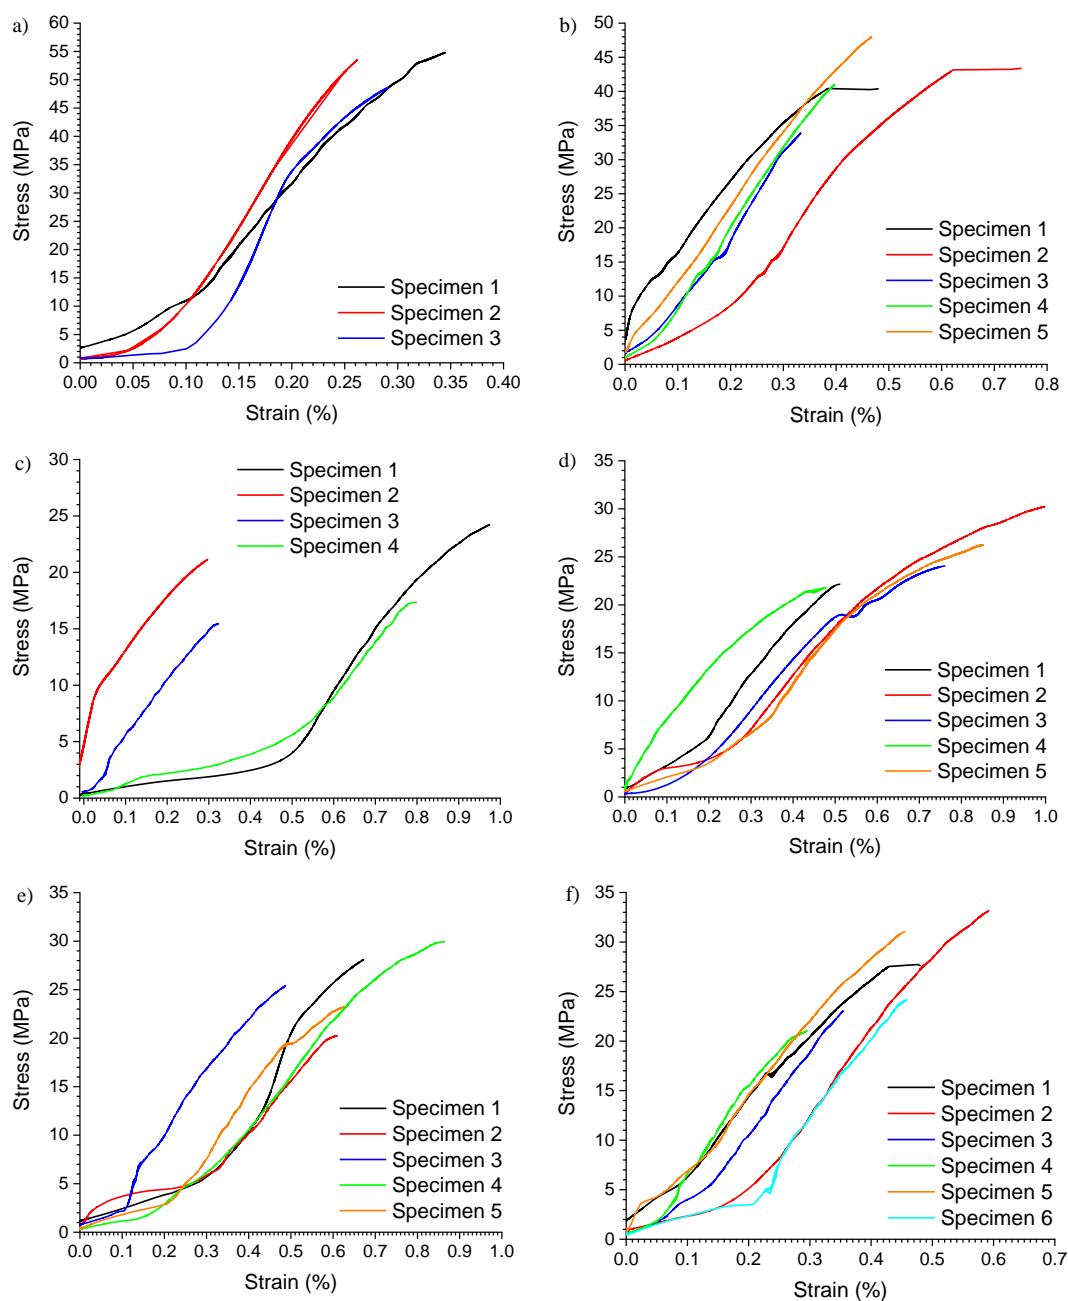 a)
60
55
50
45
40
35
30
25
20
15
10
5
0
Stress (MPa)
0.00 0.05 0.10 0.15 0.20 0.25 0.30 0.35 0.40
Strain (%)
Specimen 1
Specimen 2
Specimen 3
b)
50
45
40
35
30
25
20
15
10
5
0
Stress (MPa)
0.0 0.1 0.2 0.3 0.4 0.5 0.6 0.7 0.8
Strain (%)
Specimen 1
Specimen 2
Specimen 3
Specimen 4
Specimen 5
c)
30
25
20
15
10
5
0
Stress (MPa)
0.0 0.1 0.2 0.3 0.4 0.5 0.6 0.7 0.8 0.9 1.0
Strain (%)
Specimen 1
Specimen 2
Specimen 3
Specimen 4
d)
35
30
25
20
15
10
5
0
Stress (MPa)
0.0 0.1 0.2 0.3 0.4 0.5 0.6 0.7 0.8 0.9 1.0
Strain (%)
Specimen 1
Specimen 2
Specimen 3
Specimen 4
Specimen 5
e)
35
30
25
20
15
10
5
0
Stress (MPa)
0.0 0.1 0.2 0.3 0.4 0.5 0.6 0.7 0.8 0.9 1.0
Strain (%)
Specimen 1
Specimen 2
Specimen 3
Specimen 4
Specimen 5
f)
35
30
25
20
15
10
5
0
Stress (MPa)
0.0 0.1 0.2 0.3 0.4 0.5 0.6 0.7
Strain (%)
Specimen 1
Specimen 2
Specimen 3
Specimen 4
Specimen 5
Specimen 6